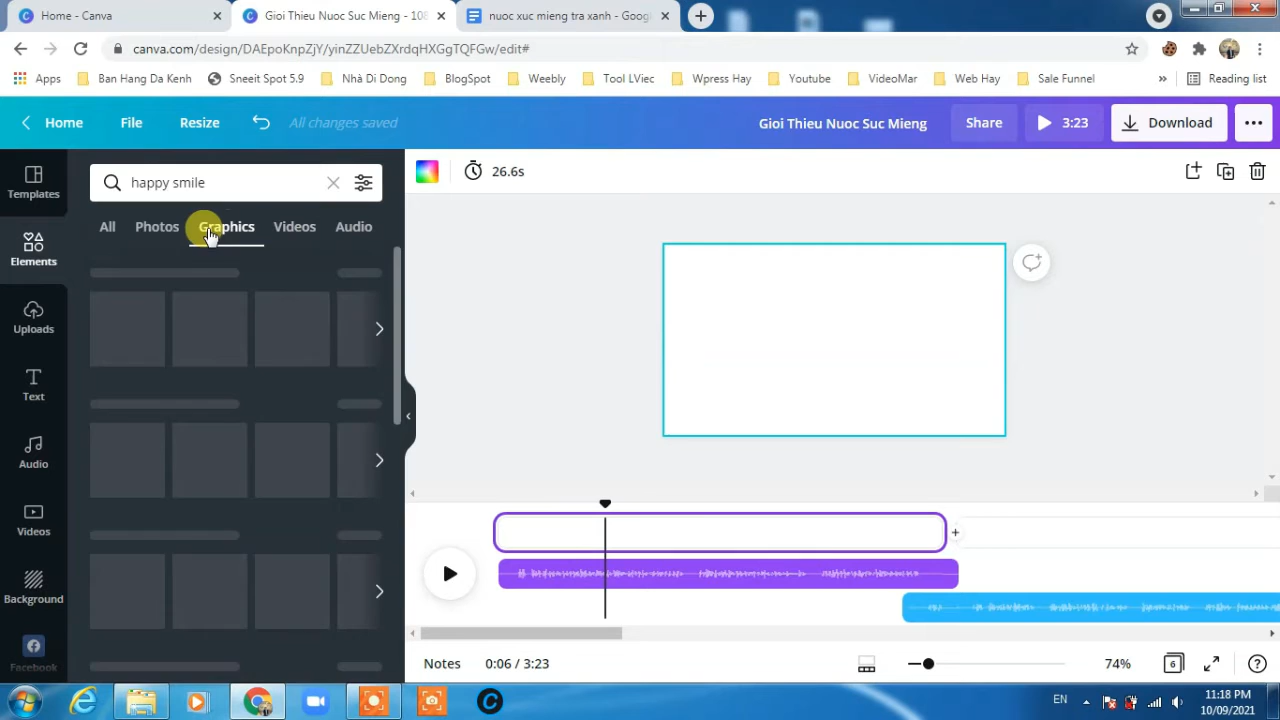 Home - Canva
Gioi Thieu Nuoc Suc Mieng - 108
nuoc xuc mieng tra xanh - Goog
canva.com/design/DAEpoKnpZjY/yinZZUebZXrdqHXGgTQFGw/edit#
Apps
Ban Hang Da Kenh
Sneeit Spot 5.9
Nhà Di Dong
BlogSpot
Weebly
Tool LViec
Wpress Hay
Youtube
VideoMar
Web Hay
Sale Funnel
»
Reading list
Home
File
Resize
All changes saved
Gioi Thieu Nuoc Suc Mieng
Share
3:23
Download
Templates
Elements
Uploads
Text
Audio
Videos
Background
Facebook
happy smile
All
Photos
Graphics
Videos
Audio
26.6s
Notes
0:06 / 3:23
74%
6
EN
11:18 PM
10/09/2021